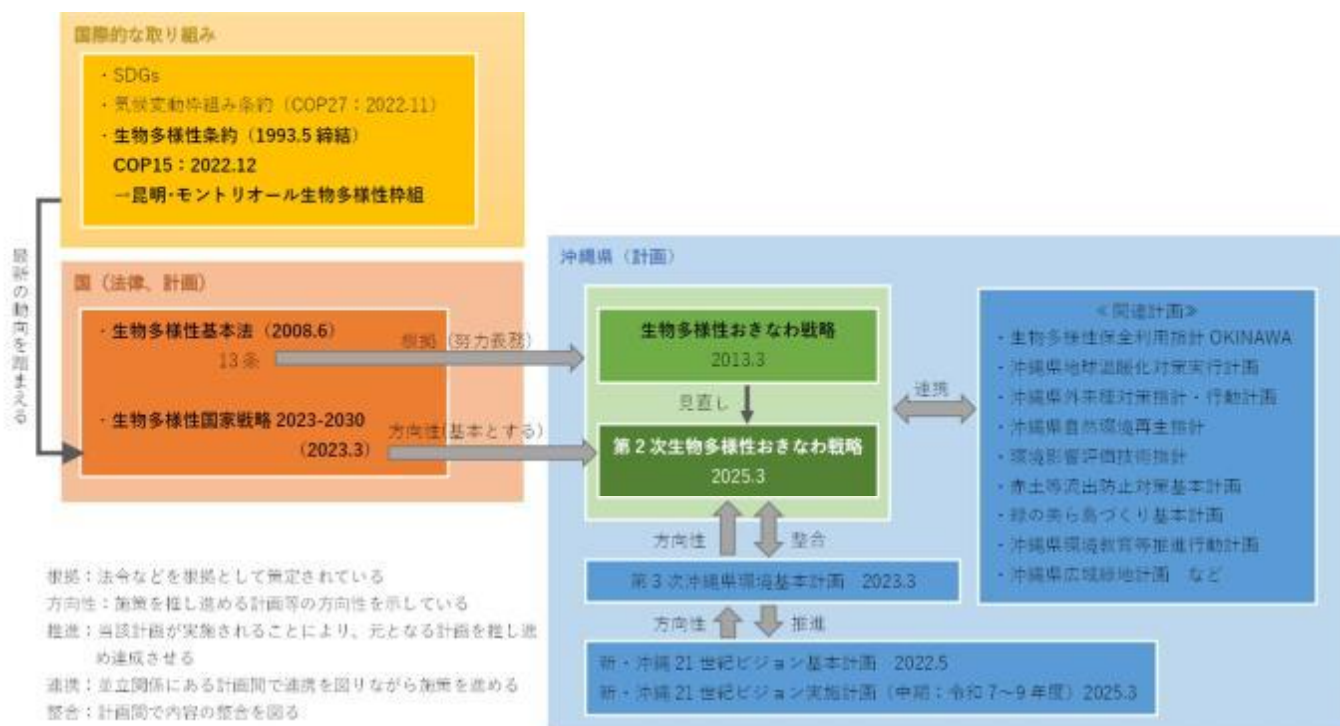 国際的な取り組み
・SDGs
・気候変動枠組み条約（COP27：2022.11）
・生物多様性条約（1993.5 締結）
COP15：2022.12
→昆明･モントリオール生物多様性枠組
最新の動向を踏まえる
国（法律、計画）
・生物多様性基本法（2008.6）
13 条
・生物多様性国家戦略 2023-2030
（2023.3）
根拠（努力義務）
方向性(基本とする)
沖縄県（計画）
生物多様性おきなわ戦略
2013.3
見直し
第２次生物多様性おきなわ戦略
2025.3
連携
≪関連計画≫
・生物多様性保全利用指針 OKINAWA
・沖縄県地球温暖化対策実行計画
・沖縄県外来種対策指針・行動計画
・沖縄県自然環境再生指針
・環境影響評価技術指針
・赤土等流出防止対策基本計画
・緑の美ら島づくり基本計画
・沖縄県環境教育等推進行動計画
・沖縄県広域緑地計画　など
方向性
整合
第３次沖縄県環境基本計画　2023.3
方向性
推進
新・沖縄 21 世紀ビジョン基本計画　2022.5
新・沖縄 21 世紀ビジョン実施計画（中期：令和 7～9 年度）2025.3
根拠：法令などを根拠として策定されている
方向性：施策を推し進める計画等の方向性を示している
推進：当該計画が実施されることにより、元となる計画を推し進
め達成させる
連携：並立関係にある計画間で連携を図りながら施策を進める
整合：計画間で内容の整合を図る